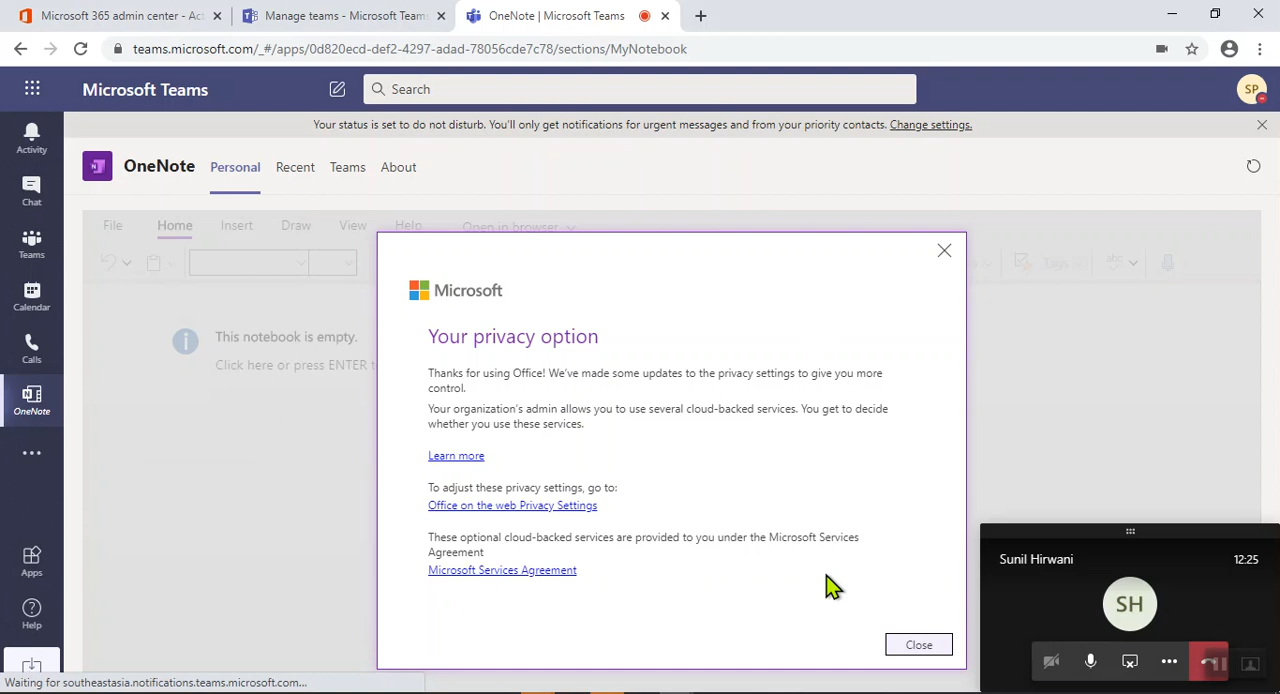 Microsoft 365 admin center - Act
Manage teams - Microsoft Teams
OneNote | Microsoft Teams
teams.microsoft.com/_#/apps/0d820ecd-def2-4297-adad-78056cde7c78/sections/MyNotebook
Microsoft Teams
Search
SP
Your status is set to do not disturb. You'll only get notifications for urgent messages and from your priority contacts. Change settings.
Activity
Chat
Teams
Calendar
Calls
OneNote
Apps
Help
OneNote
Personal
Recent
Teams
About
File
Home
Insert
Draw
View
Help
Open in browser
Tags
This notebook is empty.
Click here or press ENTER t
Microsoft
Your privacy option
Thanks for using Office! We've made some updates to the privacy settings to give you more
control.
Your organization's admin allows you to use several cloud-backed services. You get to decide
whether you use these services.
Learn more
To adjust these privacy settings, go to:
Office on the web Privacy Settings
These optional cloud-backed services are provided to you under the Microsoft Services
Agreement
Microsoft Services Agreement
Close
Sunil Hirwani
12:25
SH
Waiting for southeastasia.notifications.teams.microsoft.com...